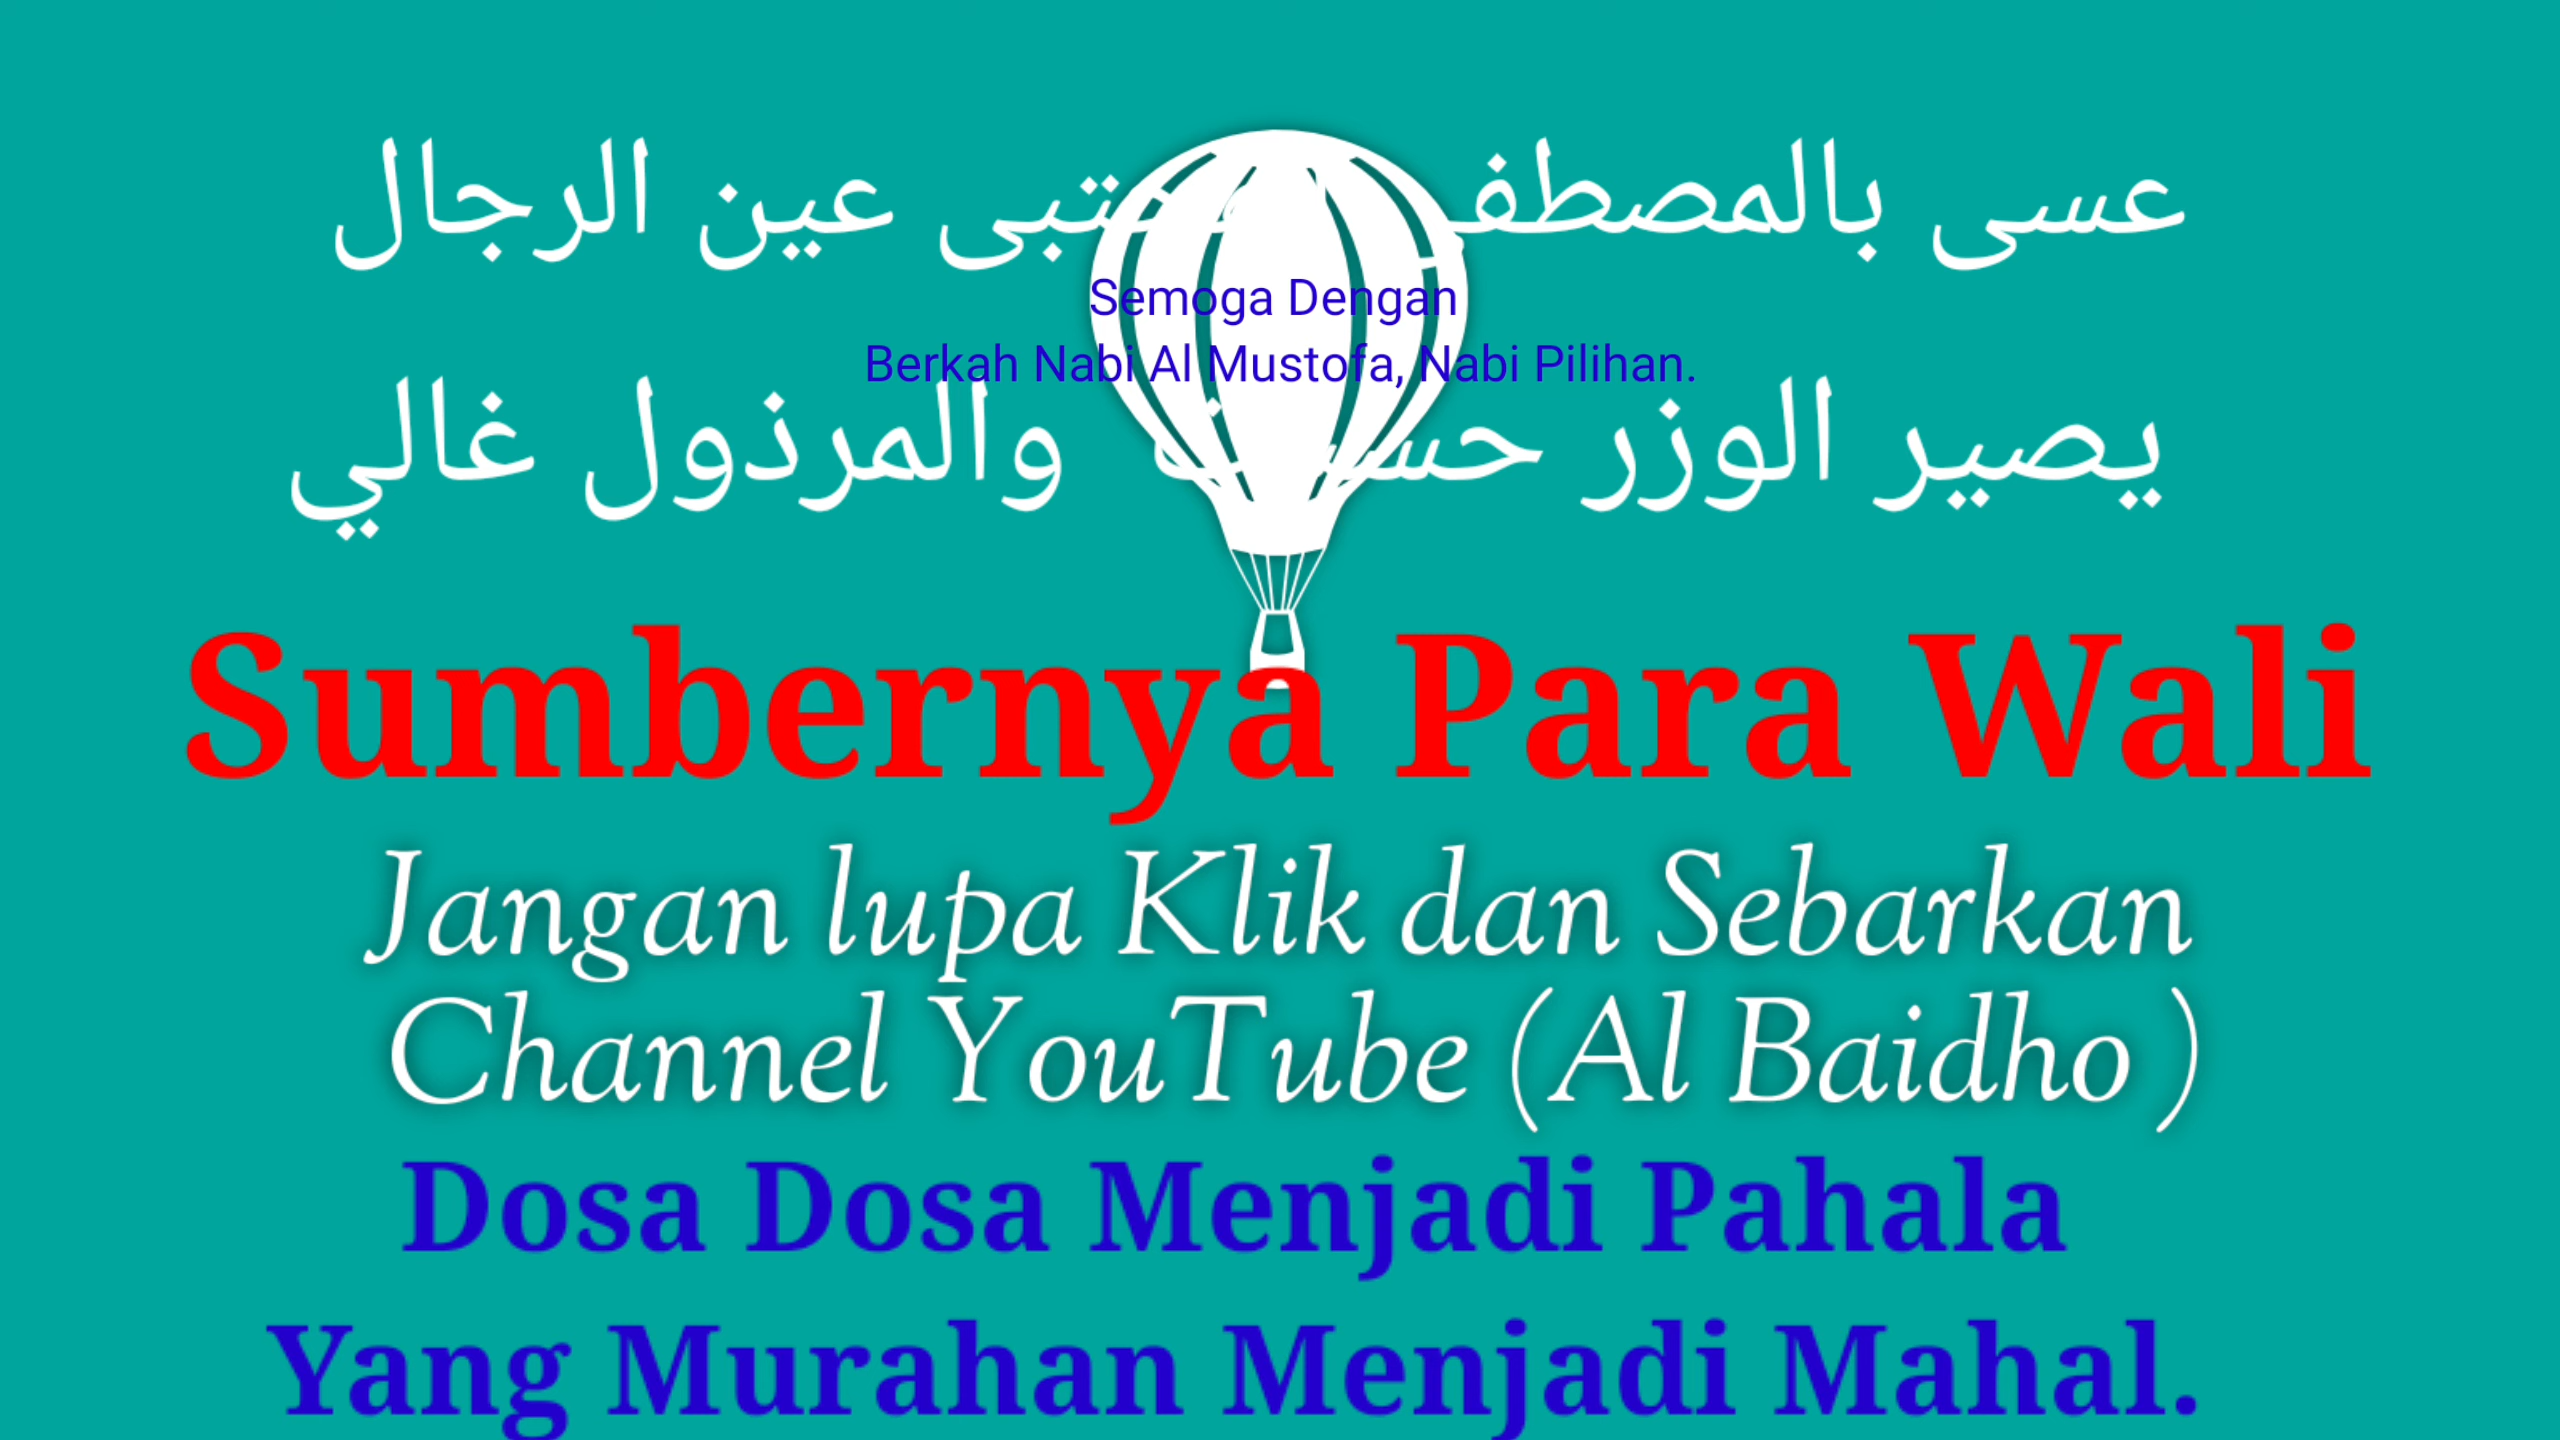 عسى بالمصطفى عين الرجال
Semoga Dengan
Berkah Nabi Al Mustofa, Nabi Pilihan.
يصير الوزر والمرذول غالي
Sumbernya Para Wali
Jangan lupa Klik dan Sebarkan
Channel YouTube (Al Baidho )
Dosa Dosa Menjadi Pahala
Yang Murahan Menjadi Mahal.